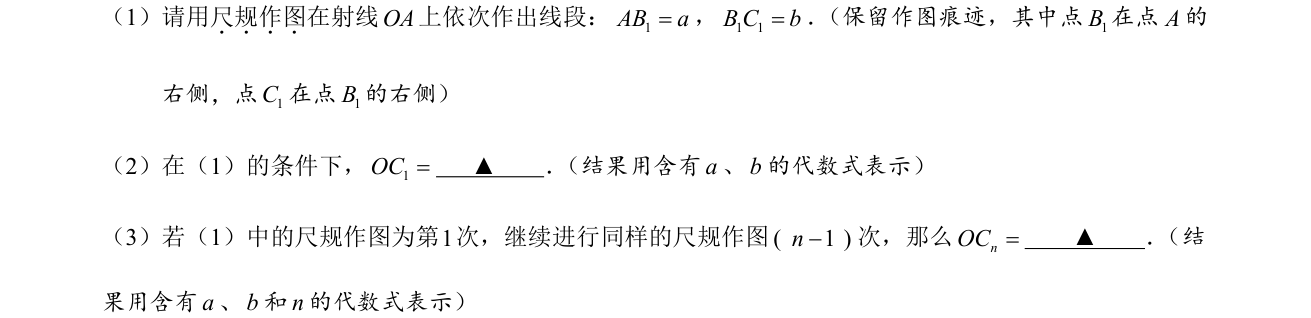 （1）请用尺规作图在射线OA上依次作出线段：AB₁=a，B₁C₁=b．（保留作图痕迹，其中点B₁在点A的
右侧，点C₁在点B₁的右侧）
（2）在（1）的条件下，OC₁=____▲____．（结果用含有a、b的代数式表示）
（3）若（1）中的尺规作图为第1次，继续进行同样的尺规作图( n−1 )次，那么OCₙ=____▲____．（结
果用含有a、b和n的代数式表示）